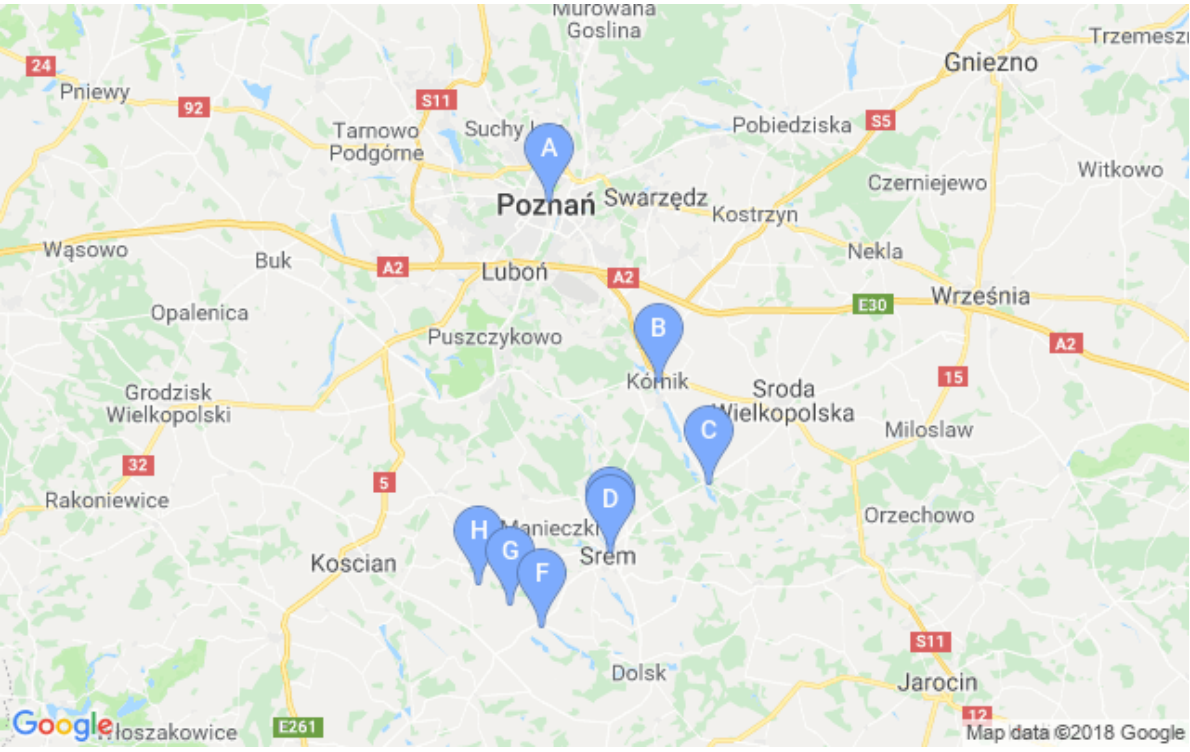 Murowana
Goslina
Trzemeszı
Gniezno
24
Pniewy
S11
92
Tarnowo
Podgórne
Suchy
A
Pobiedziska
S5
Witkowo
Czerniejewo
Poznań
Swarzędz
Kostrzyn
Wąsowo
Buk
A2
Luboń
A2
Nekla
Września
E30
Opalenica
Puszczykowo
B
A2
15
Kórnik
Grodzisk
Wielkopolski
Sroda
Wielkopolska
C
Miloslaw
32
5
Rakoniewice
D
Orzechowo
Manieczki
H
G
F
Koscian
Srem
S11
Dolsk
Jarocin
12
E261
Google
Włoszakowice
Map data ©2018 Google